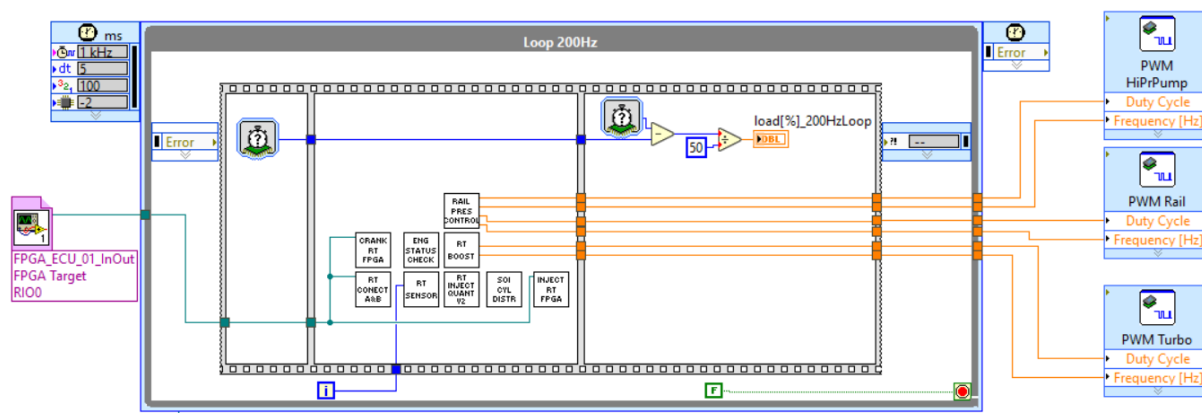 ms
1 kHz
dt
5
321
100
-2
Error
Loop 200Hz
Error
PWM
HiPrPump
Duty Cycle
Frequency [Hz]
Error
?
?
load[%]_200HzLoop
-
50
÷
DBL
?!
--
PWM Rail
Duty Cycle
Frequency [Hz]
RAIL
PRES
CONTROL
CRANK
RT
FPGA
ENG
STATUS
CHECK
RT
BOOST
RT
CONECT
A&B
RT
SENSOR
RT
INJECT
QUANT
V2
SOI
CYL
DISTR
INJECT
RT
FPGA
1
FPGA_ECU_01_InOut
FPGA Target
RIO0
PWM Turbo
Duty Cycle
Frequency [Hz]
i
F